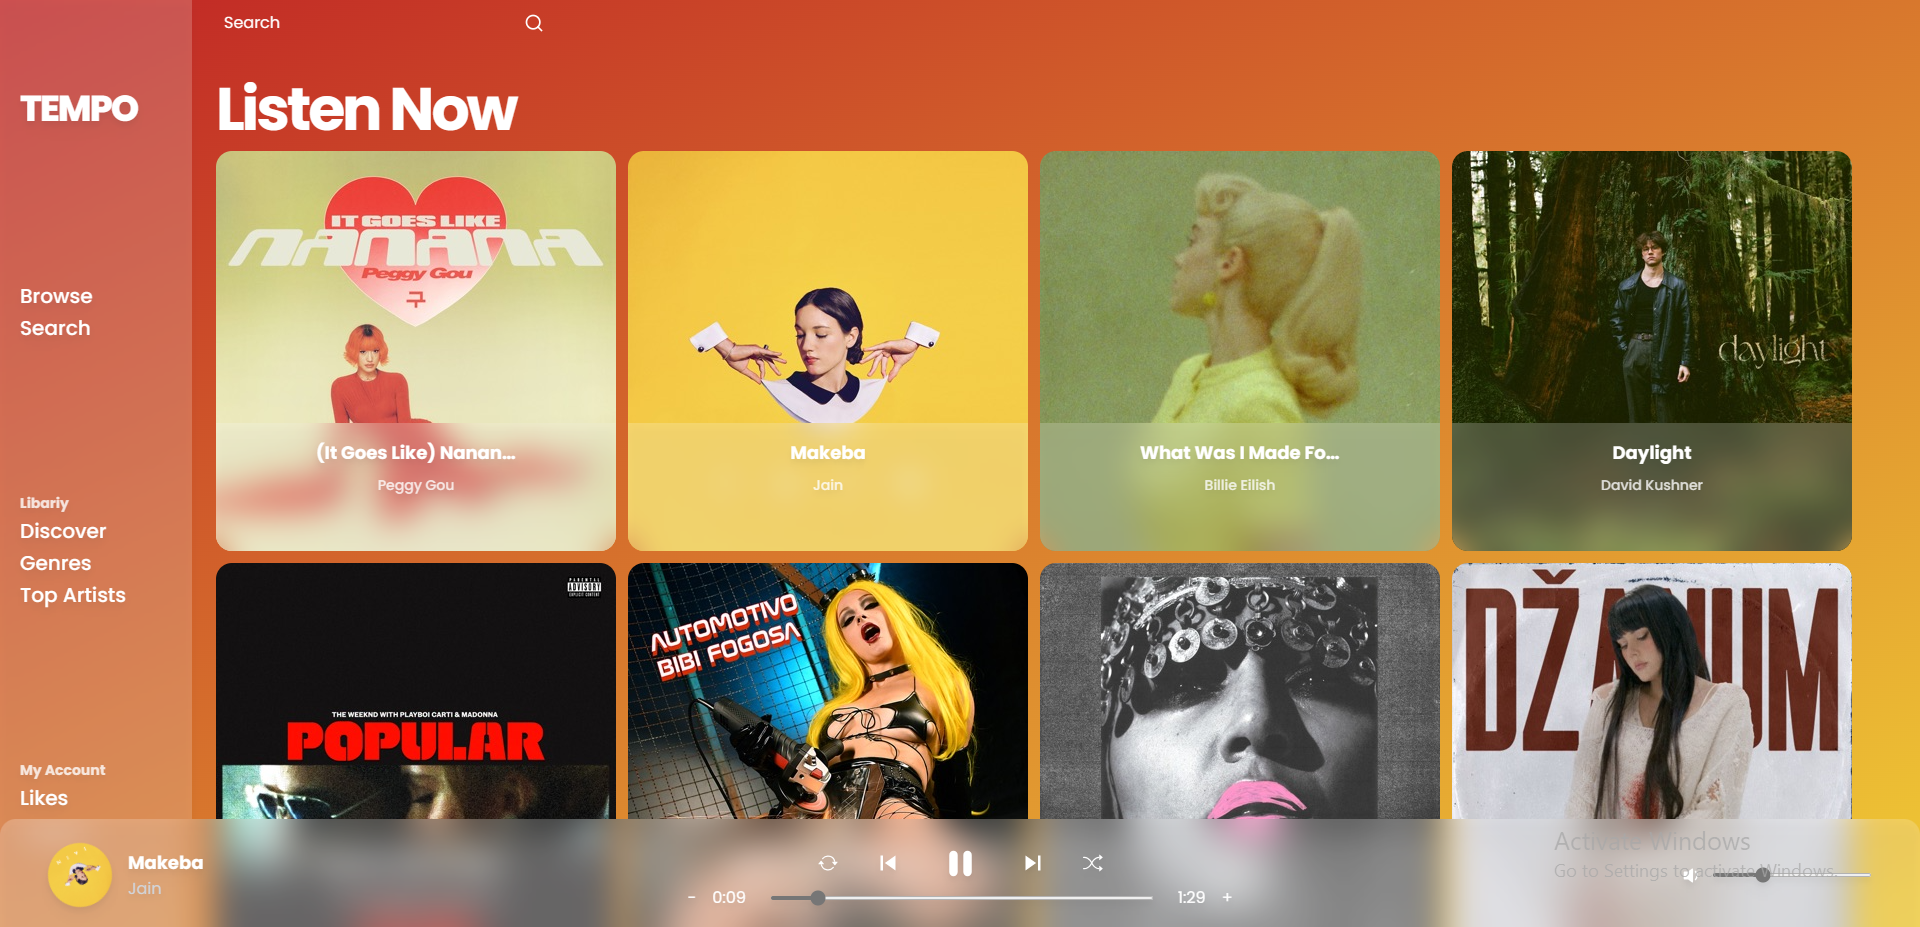 Search
TEMPO
Listen Now
Browse
Search
Libariy
Discover
Genres
Top Artists
My Account
Likes
IT GOES LIKE
NANANA
Peggy Gou
구
(It Goes Like) Nanan...
Peggy Gou
Makeba
Jain
What Was I Made Fo...
Billie Eilish
daylight
Daylight
David Kushner
PARENTAL
ADVISORY
EXPLICIT CONTENT
THE WEEKND WITH PLAYBOI CARTI & MADONNA
POPULAR
AUTOMOTIVO
BIBI FOGOSA
Makeba
Jain
- 0:09
1:29 +
Activate Windows
Go to Settings to activate Windows.